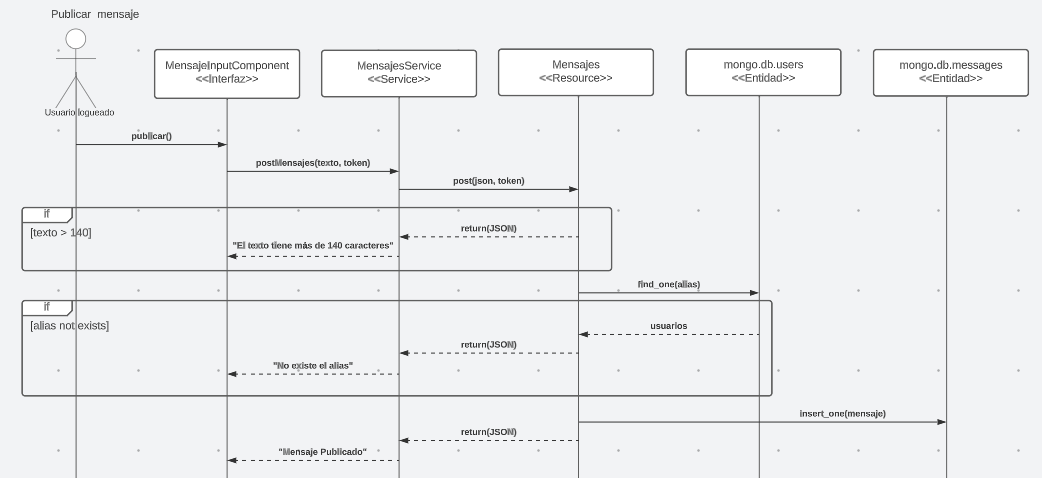 Publicar mensaje
MensajeInputComponent
<<Interfaz>>
MensajesService
<<Service>>
Mensajes
<<Resource>>
mongo.db.users
<<Entidad>>
mongo.db.messages
<<Entidad>>
Usuario logueado
publicar()
postMensajes(texto, token)
post(json, token)
if
[texto > 140]
return(JSON)
"El texto tiene más de 140 caracteres"
find_one(alias)
if
[alias not exists]
usuarios
return(JSON)
"No existe el alias"
insert_one(mensaje)
return(JSON)
"Mensaje Publicado"